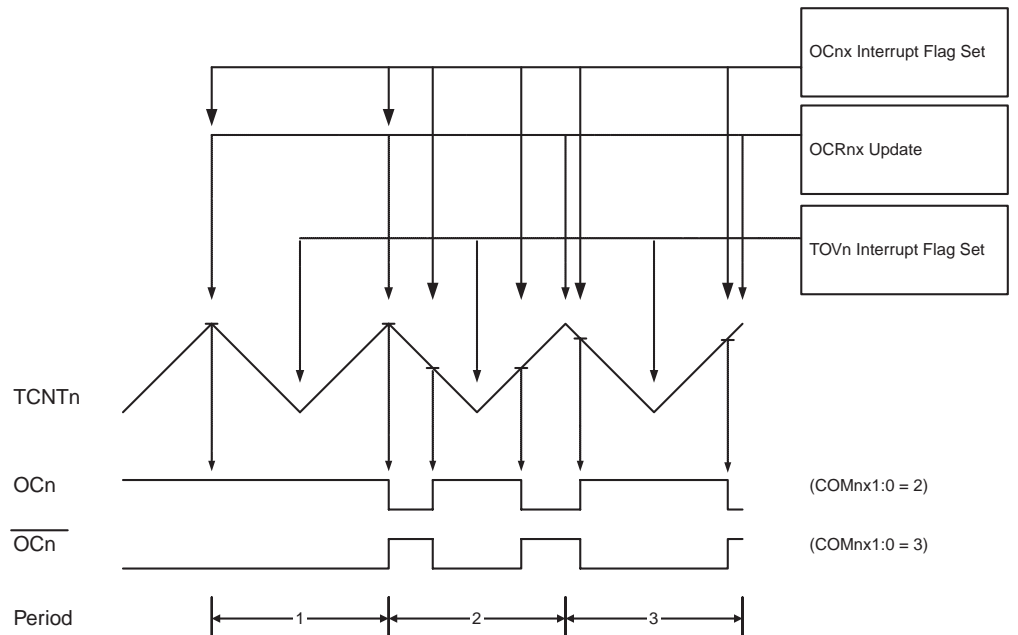 OCnx Interrupt Flag Set
OCRnx Update
TOVn Interrupt Flag Set
TCNTn
OCn (COMnx1:0 = 2)
OCn (COMnx1:0 = 3)
Period 1 2 3